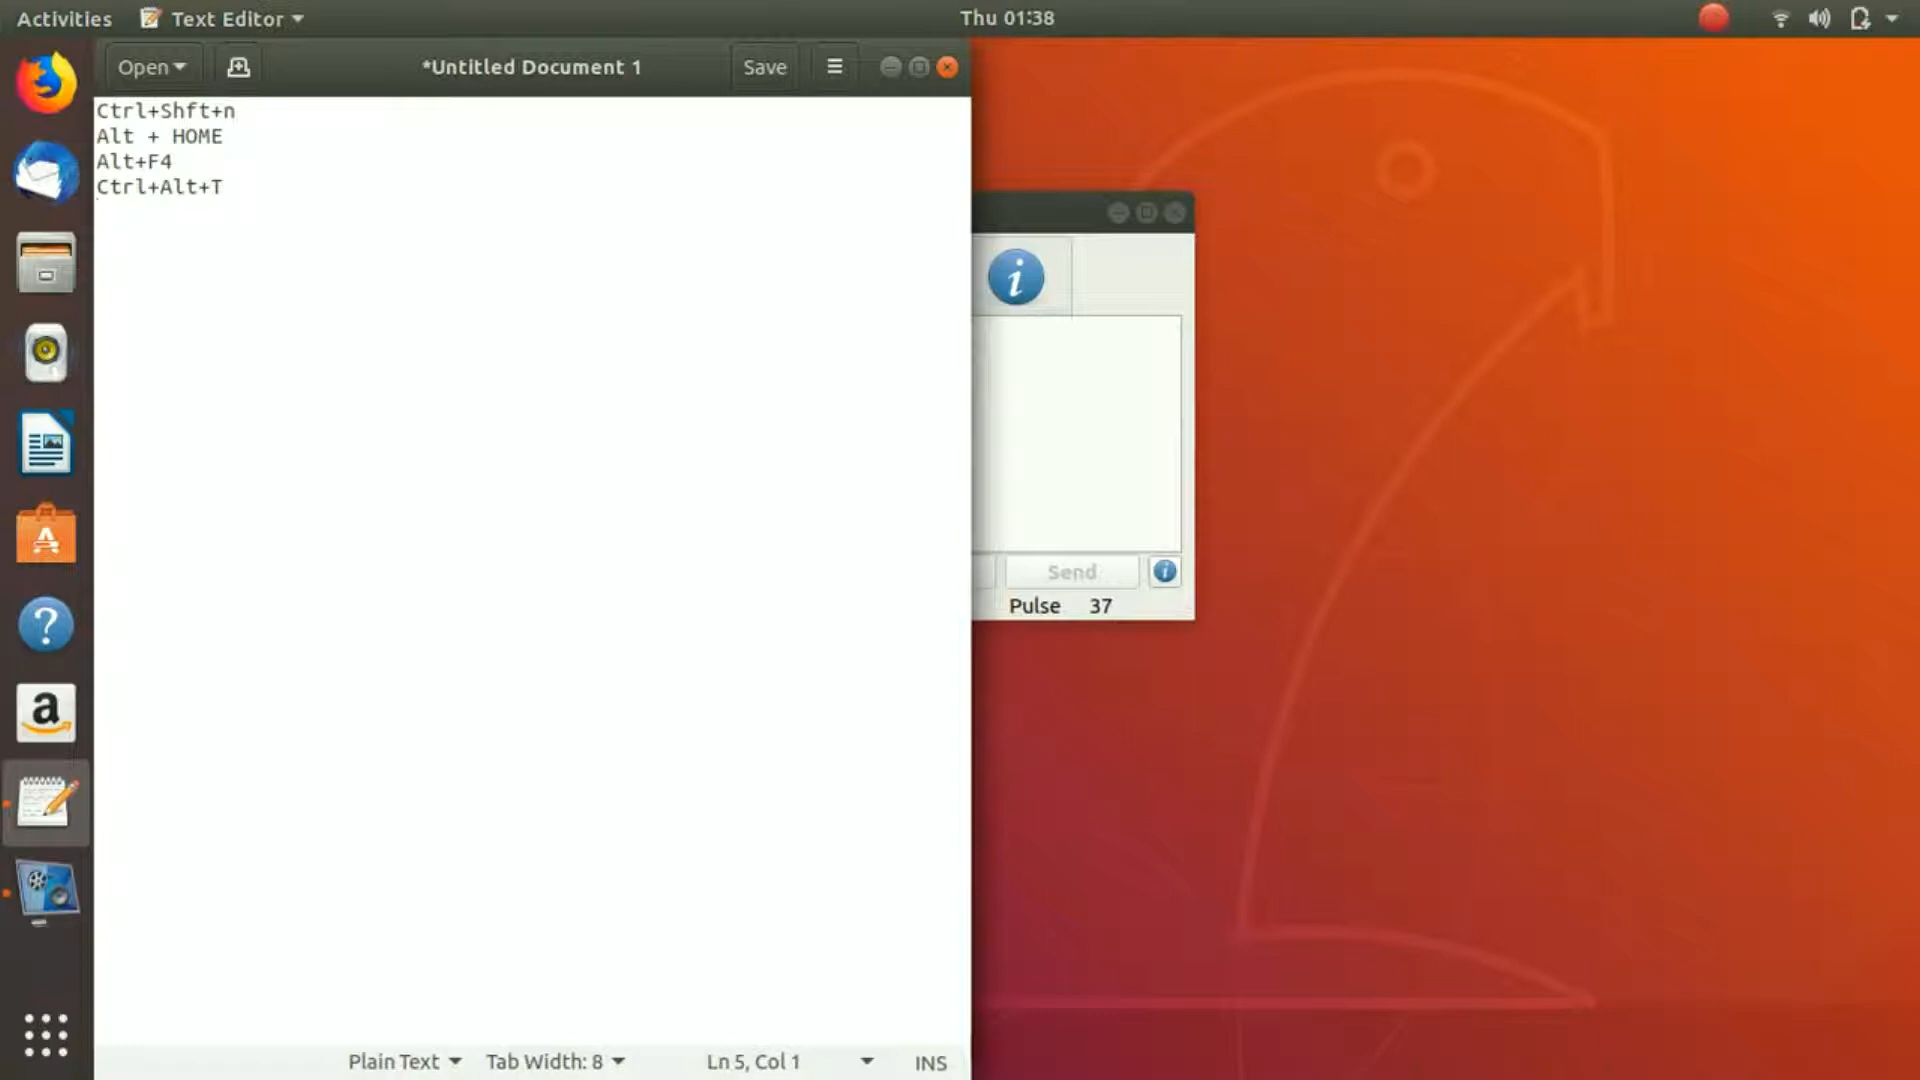 Activities
Text Editor
Thu 01:38
Open
*Untitled Document 1
Save
Ctrl+Shft+n
Alt + HOME
Alt+F4
Ctrl+Alt+T
Send
Pulse 37
Plain Text
Tab Width: 8
Ln 5, Col 1
INS